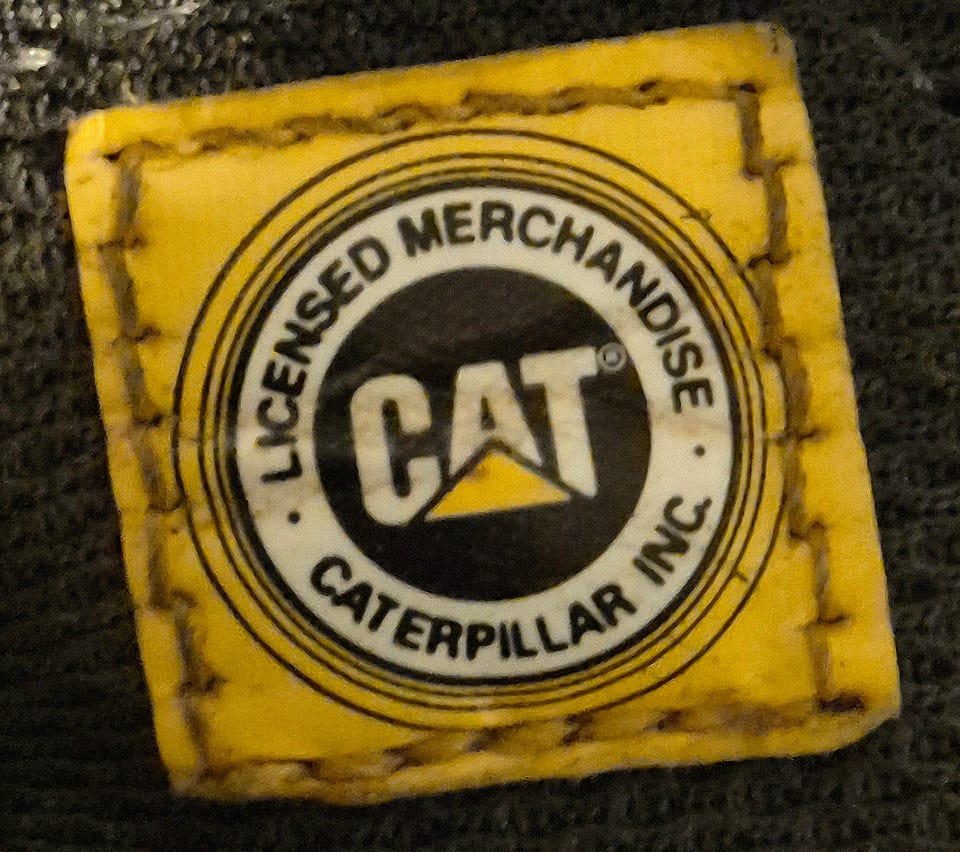 LICENSED MERCHANDISE
CAT®
CATERPILLAR INC.